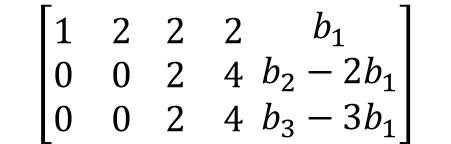 1 2 2 2 b₁
0 0 2 4 b₂ − 2b₁
0 0 2 4 b₃ − 3b₁